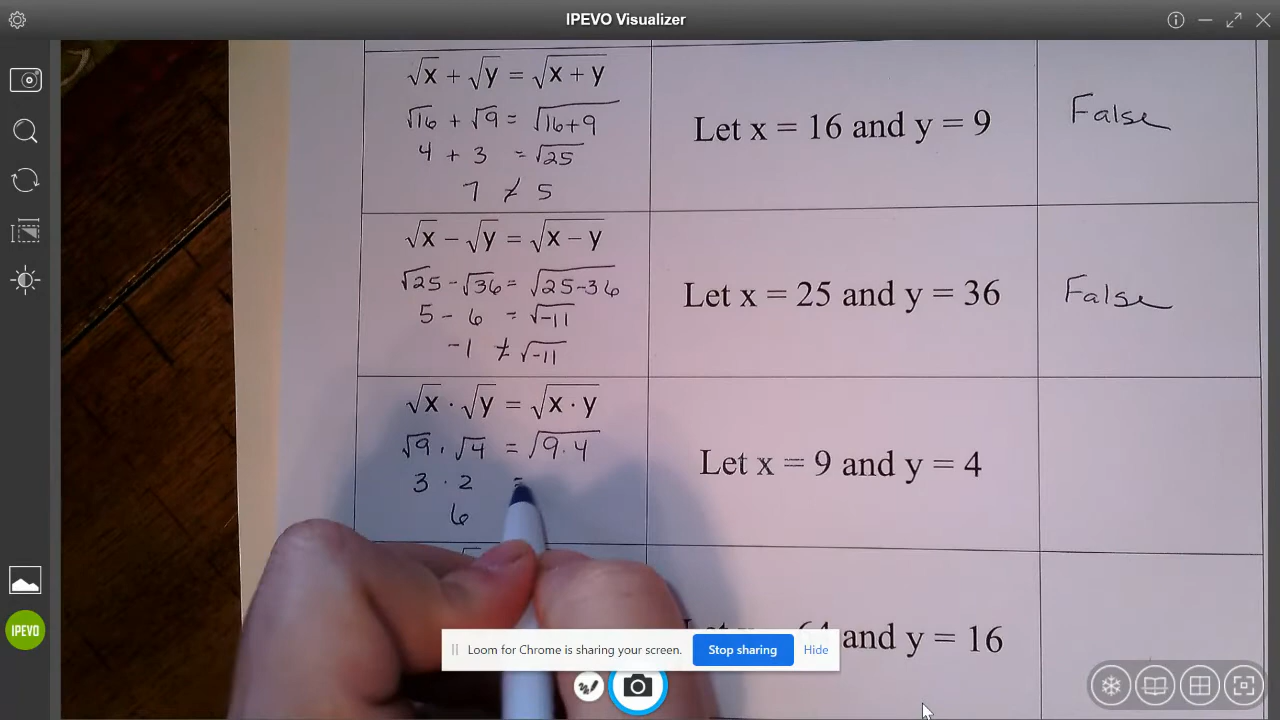 IPEVO Visualizer
√x + √y = √x + y
√16 + √9 = √16+9
4 + 3 = √25
7 ≠ 5
Let x = 16 and y = 9
False
√x − √y = √x − y
√25 - √36 = √25-36
5 - 6 = √-11
-1 ≠ √-11
Let x = 25 and y = 36
False
√x · √y = √x · y
√9 · √4 = √9·4
3 · 2 =
6
Let x = 9 and y = 4
64 and y = 16
IPEVO
Loom for Chrome is sharing your screen.
Stop sharing
Hide